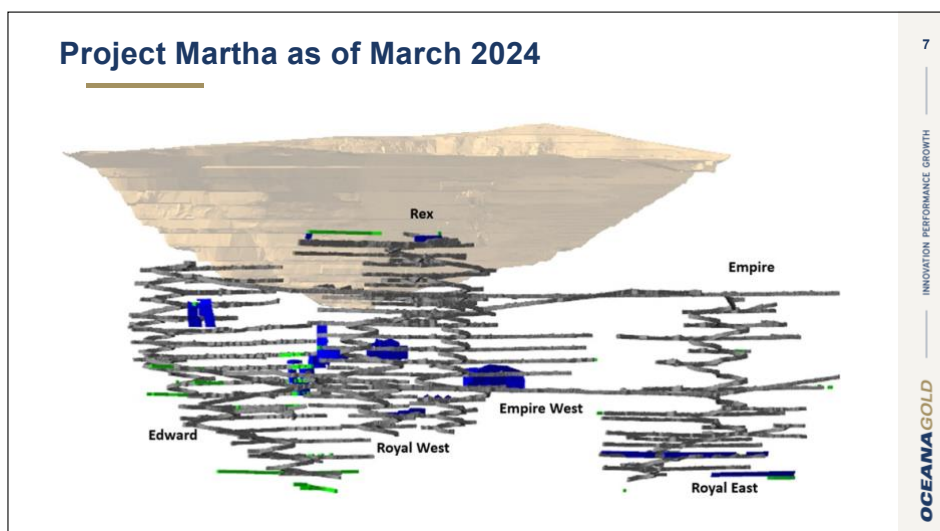 Project Martha as of March 2024
7
Rex
Empire
Empire West
Edward
Royal West
Royal East
INNOVATION PERFORMANCE GROWTH
OCEANAGOLD